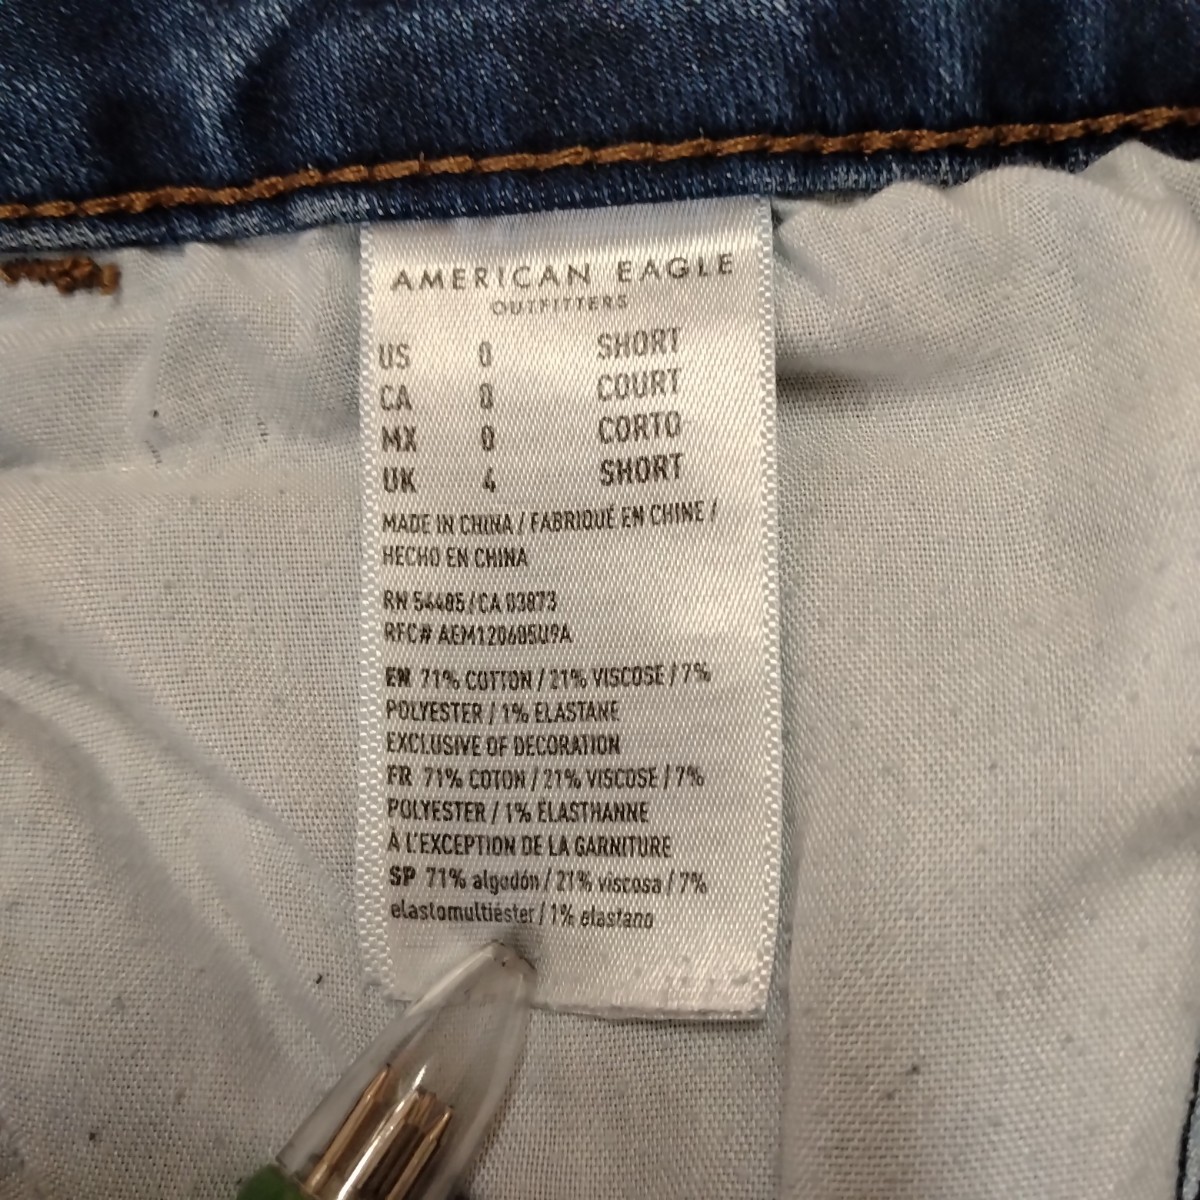 AMERICAN EAGLE
OUTFITTERS
US 0 SHORT
CA 0 COURT
MX 0 CORTO
UK 4 SHORT
MADE IN CHINA / FABRIQUÉ EN CHINE /
HECHO EN CHINA
RN 54485 / CA 03873
RFC# AEM120605U9A
EN 71% COTTON / 21% VISCOSE / 7%
POLYESTER / 1% ELASTANE
EXCLUSIVE OF DECORATION
FR 71% COTON / 21% VISCOSE / 7%
POLYESTER / 1% ÉLASTHANNE
À L'EXCEPTION DE LA GARNITURE
SP 71% algodón / 21% viscosa / 7%
elastomultiéster / 1% elastano